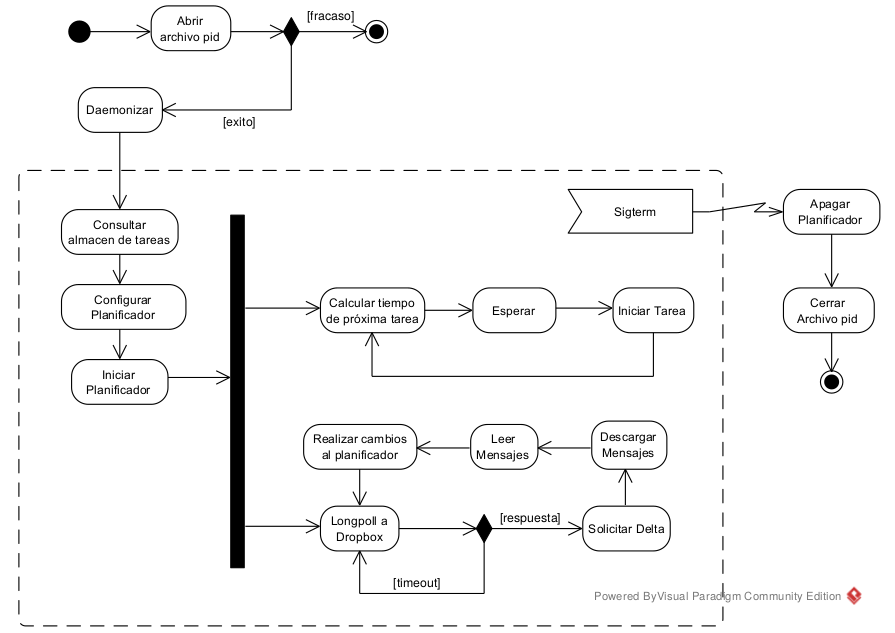 Abrir
archivo pid
[fracaso]
Daemonizar
[exito]
Consultar
almacen de tareas
Configurar
Planificador
Iniciar
Planificador
Sigterm
Apagar
Planificador
Cerrar
Archivo pid
Calcular tiempo
de próxima tarea
Esperar
Iniciar Tarea
Realizar cambios
al planificador
Leer
Mensajes
Descargar
Mensajes
Longpoll a
Dropbox
[respuesta]
Solicitar Delta
[timeout]
Powered ByVisual Paradigm Community Edition